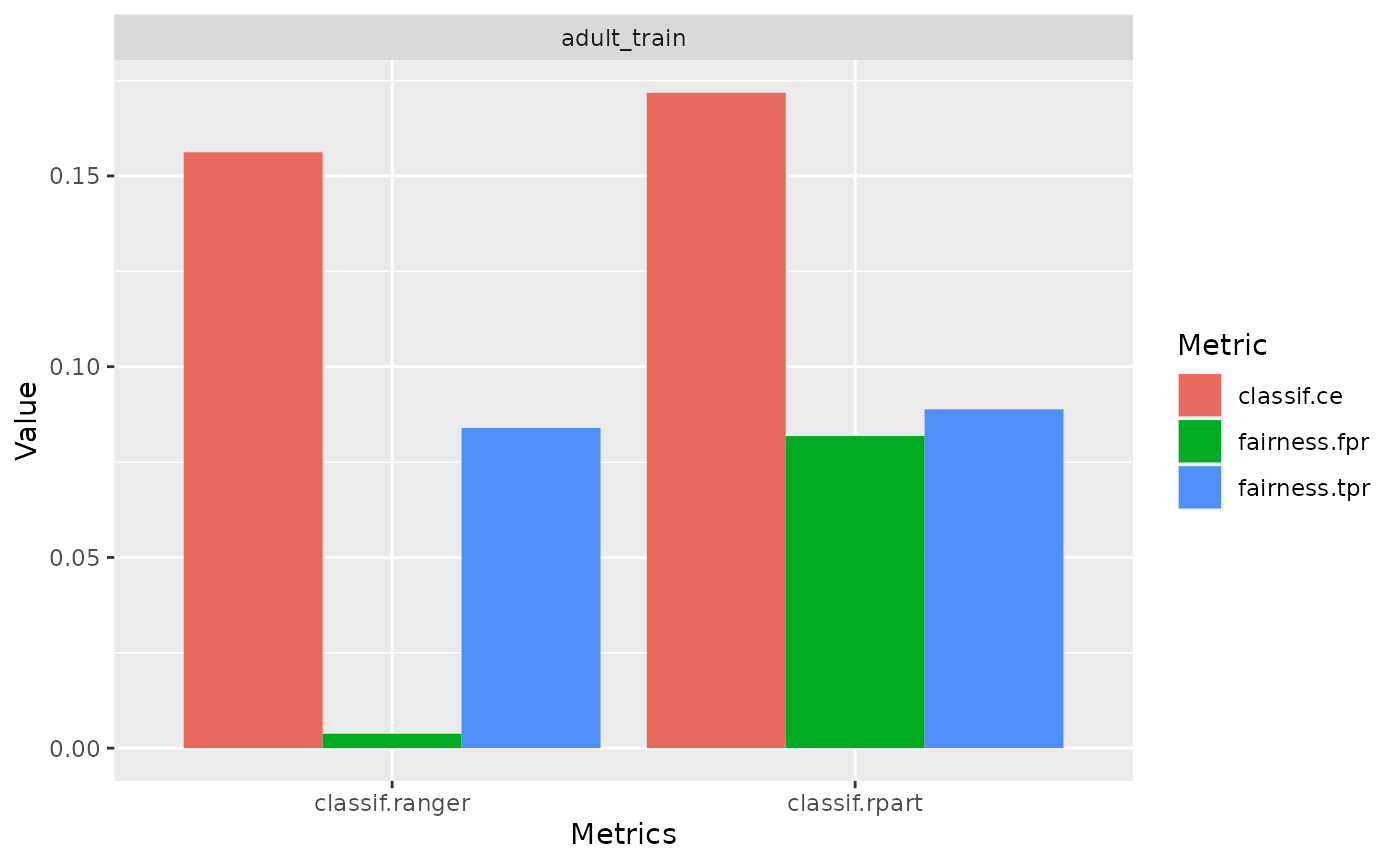 adult_train
0.15
0.10
0.05
0.00
Value
classif.ranger
classif.rpart
Metrics
Metric
classif.ce
fairness.fpr
fairness.tpr